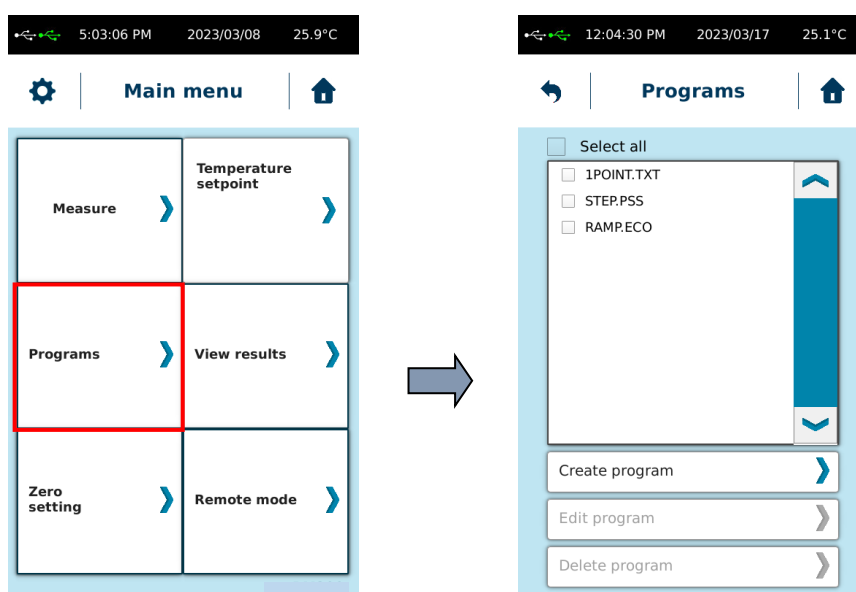 5:03:06 PM 2023/03/08 25.9°C
Main menu
Measure
Temperature
setpoint
Programs
View results
Zero
setting
Remote mode
12:04:30 PM 2023/03/17 25.1°C
Programs
Select all
1POINT.TXT
STEP.PSS
RAMP.ECO
Create program
Edit program
Delete program